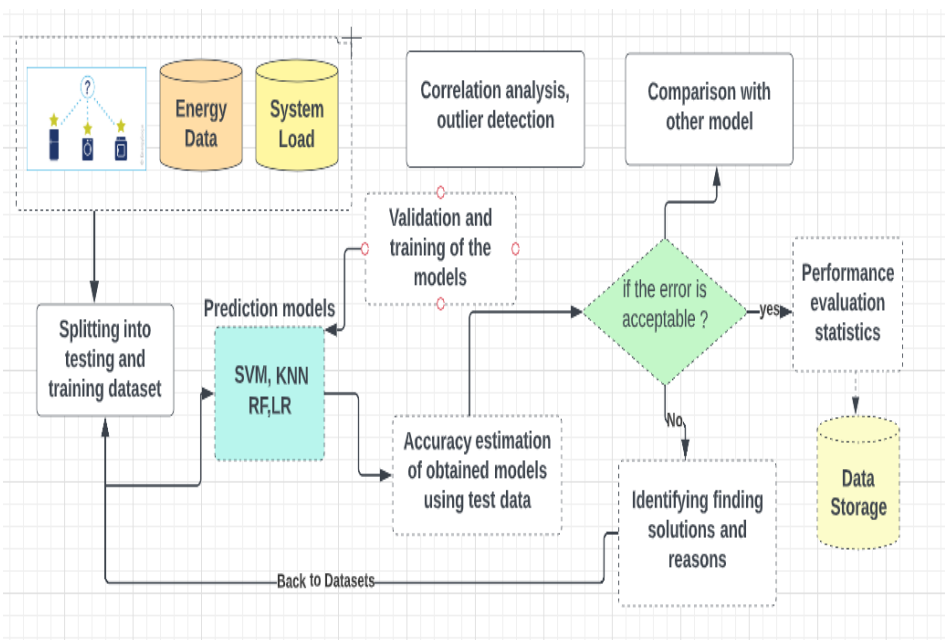 ?
Energy
Data
System
Load
Correlation analysis,
outlier detection
Comparison with
other model
Validation and
training of the
models
Splitting into
testing and
training dataset
Prediction models
SVM, KNN
RF,LR
if the error is
acceptable ?
yes
Performance
evaluation
statistics
No
Accuracy estimation
of obtained models
using test data
Identifying finding
solutions and
reasons
Data
Storage
Back to Datasets